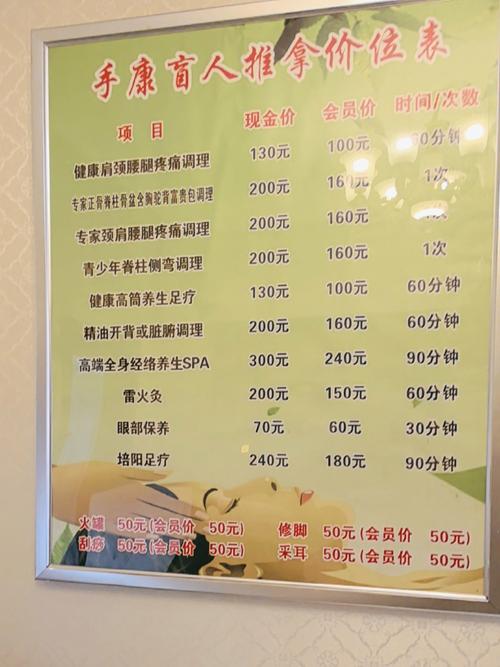 手康盲人推拿价位表
项 目 现金价 会员价 时间/次数
健康肩颈腰腿疼痛调理 130元 100元 60分钟
专家正骨脊柱骨盆含胸驼背富贵包调理 200元 160元 1次
专家颈肩腰腿疼痛调理 200元 160元 次
青少年脊柱侧弯调理 200元 160元 1次
健康高筒养生足疗 130元 100元 60分钟
精油开背或脏腑调理 200元 160元 60分钟
高端全身经络养生SPA 300元 240元 90分钟
雷火灸 200元 150元 60分钟
眼部保养 70元 60元 30分钟
培阳足疗 240元 180元 90分钟
火罐 50元(会员价 50元) 修脚 50元(会员价 50元)
刮痧 50元(会员价 50元) 采耳 50元(会员价 50元)